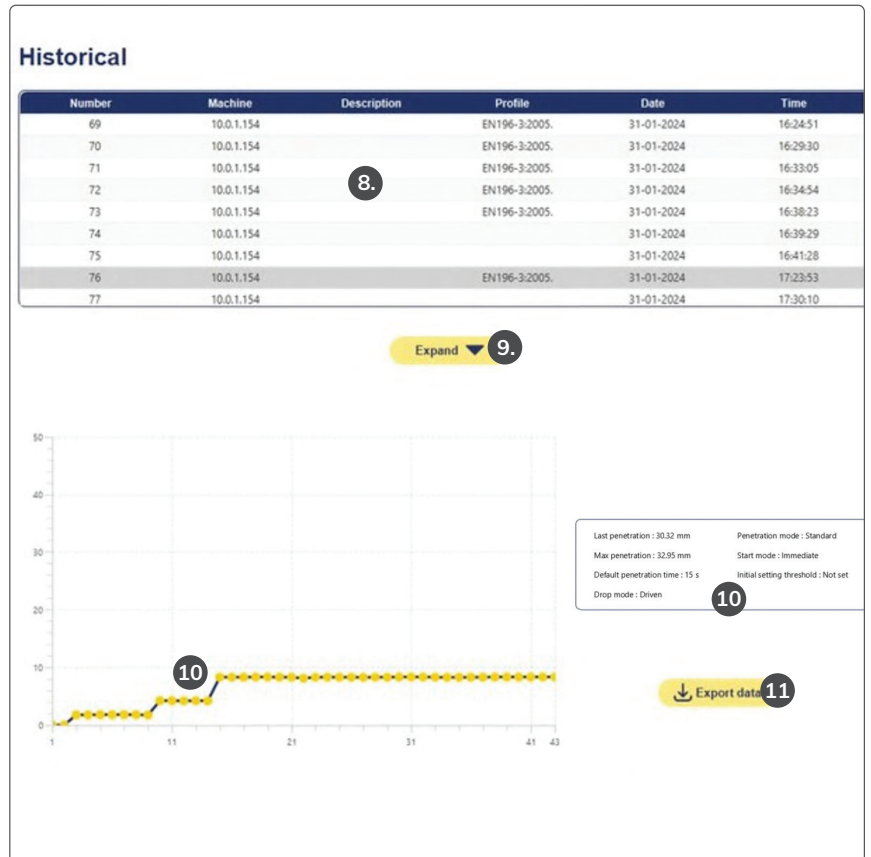 Historical
Number Machine Description Profile Date Time
69 10.0.1.154 EN196-3:2005. 31-01-2024 16:24:51
70 10.0.1.154 EN196-3:2005. 31-01-2024 16:29:30
71 10.0.1.154 EN196-3:2005. 31-01-2024 16:33:05
8.
72 10.0.1.154 EN196-3:2005. 31-01-2024 16:34:54
73 10.0.1.154 EN196-3:2005. 31-01-2024 16:38:23
74 10.0.1.154 31-01-2024 16:39:29
75 10.0.1.154 31-01-2024 16:41:28
76 10.0.1.154 EN196-3:2005. 31-01-2024 17:23:53
77 10.0.1.154 31-01-2024 17:30:10
Expand 9.
50
40
30
20
10
0
1 11 21 31 41 43
10
Last penetration : 30.32 mm Penetration mode : Standard
Max penetration : 32.95 mm Start mode : Immediate
Default penetration time : 15 s Initial setting threshold : Not set
Drop mode : Driven 10
Export data 11